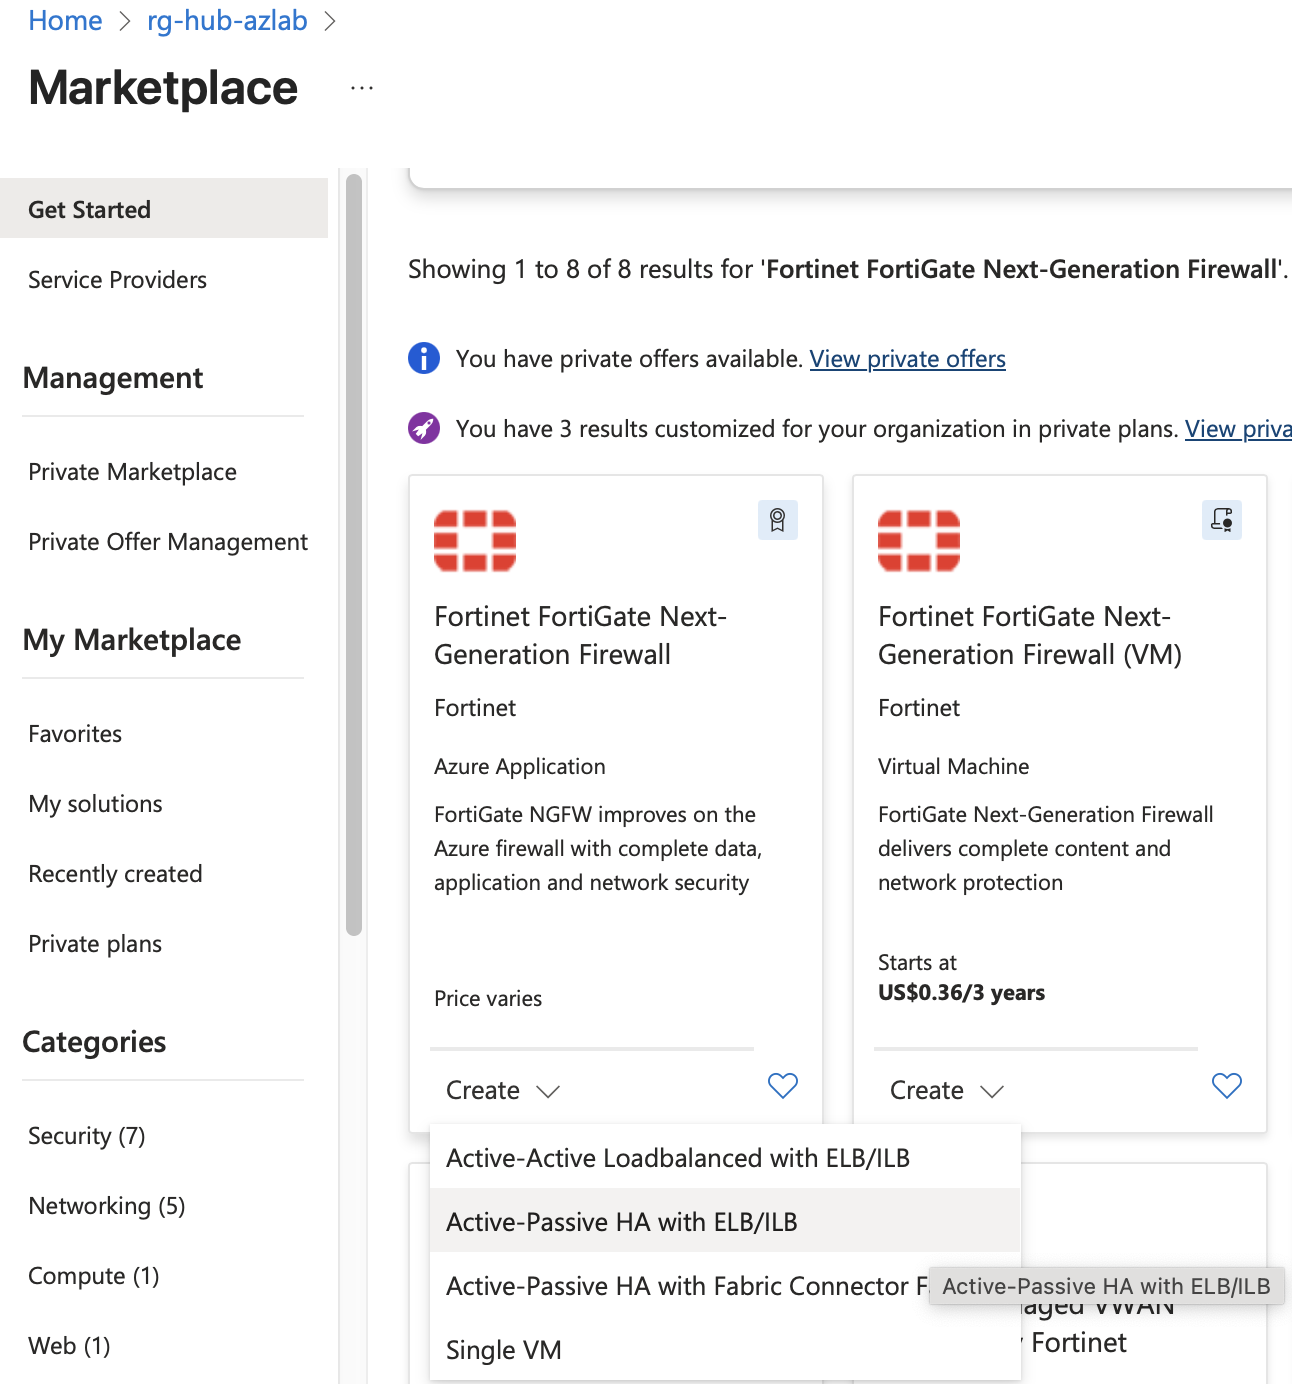 Home > rg-hub-azlab >
Marketplace ...
Get Started
Service Providers
Management
Private Marketplace
Private Offer Management
My Marketplace
Favorites
My solutions
Recently created
Private plans
Categories
Security (7)
Networking (5)
Compute (1)
Web (1)
Showing 1 to 8 of 8 results for 'Fortinet FortiGate Next-Generation Firewall'.
You have private offers available. View private offers
You have 3 results customized for your organization in private plans. View priva
Fortinet FortiGate Next-
Generation Firewall
Fortinet
Azure Application
FortiGate NGFW improves on the
Azure firewall with complete data,
application and network security
Price varies
Create
Fortinet FortiGate Next-
Generation Firewall (VM)
Fortinet
Virtual Machine
FortiGate Next-Generation Firewall
delivers complete content and
network protection
Starts at
US$0.36/3 years
Create
Active-Active Loadbalanced with ELB/ILB
Active-Passive HA with ELB/ILB
Active-Passive HA with Fabric Connector
Active-Passive HA with ELB/ILB
Single VM
VWAN
Fortinet